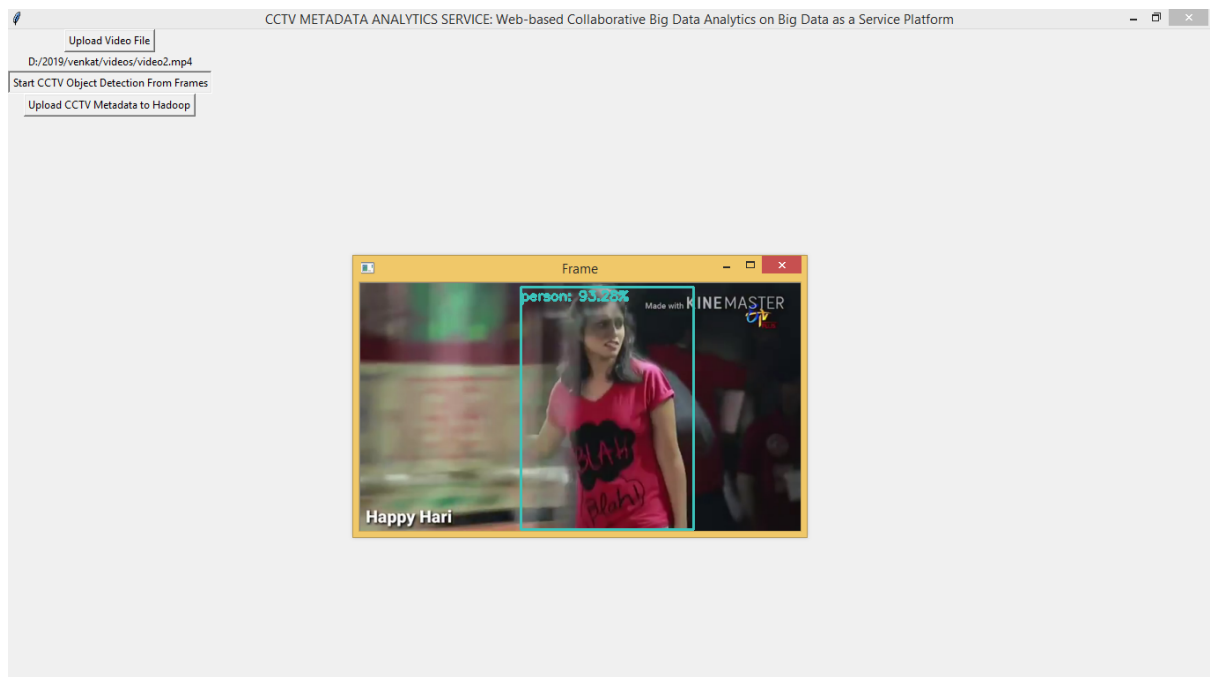 CCTV METADATA ANALYTICS SERVICE: Web-based Collaborative Big Data Analytics on Big Data as a Service Platform
Upload Video File
D:/2019/venkat/videos/video2.mp4
Start CCTV Object Detection From Frames
Upload CCTV Metadata to Hadoop
Frame
person: 93.28%
Made with KINEMASTER
BLAH
Blah!
Happy Hari